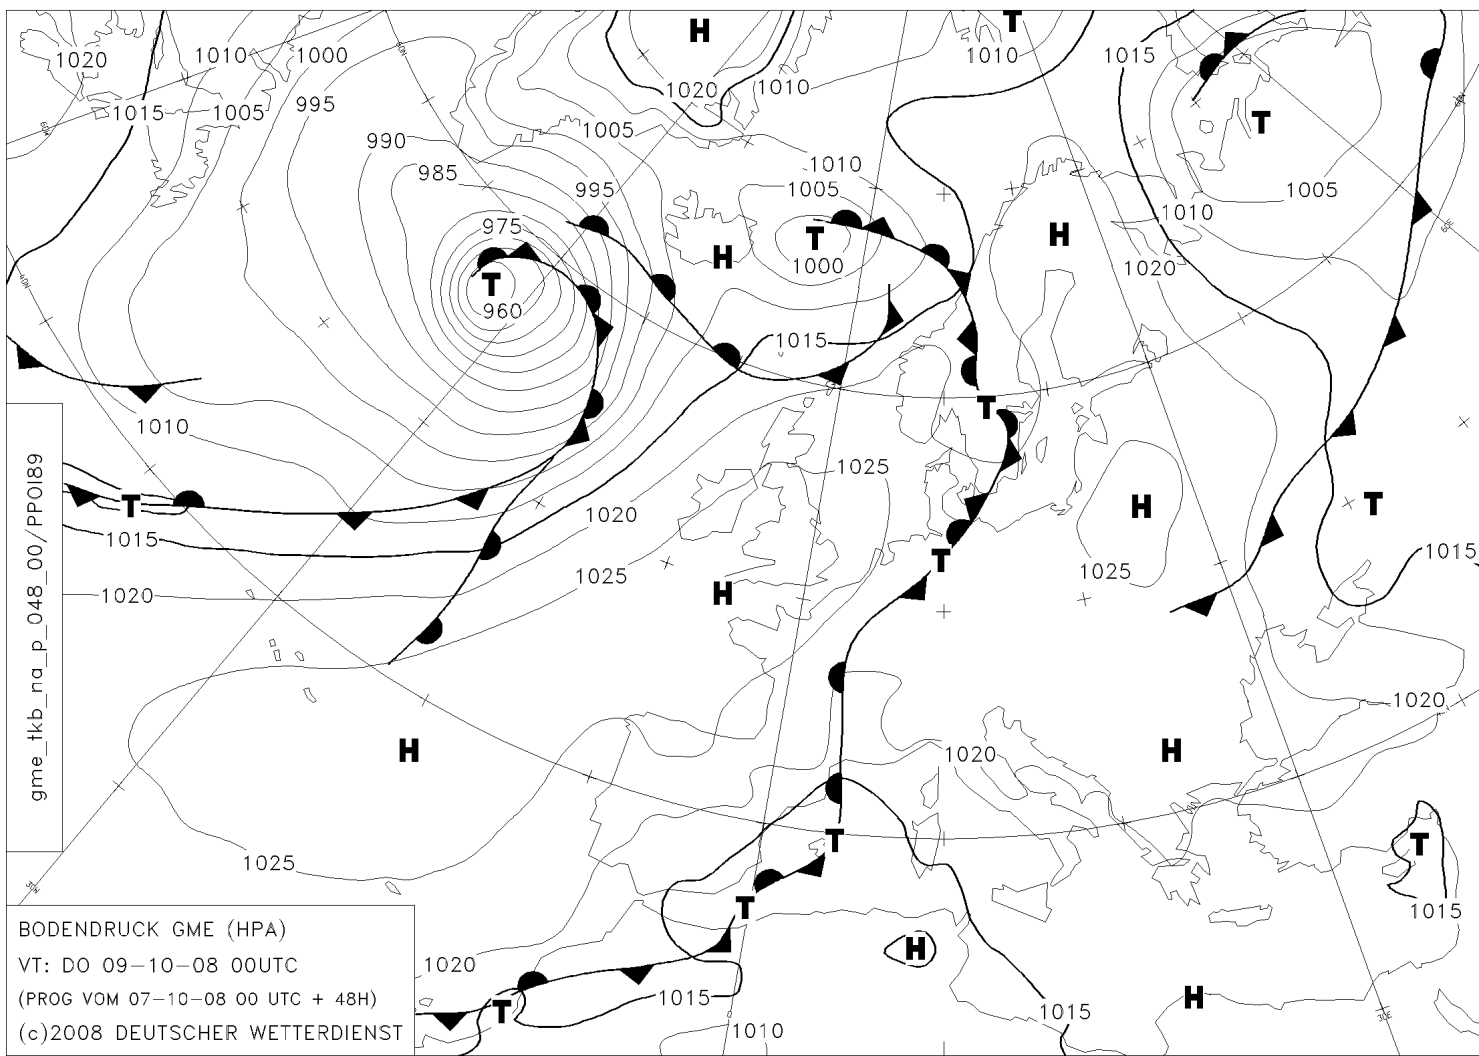 1020
1010
1000
H
T
1010
1015
1020
1010
995
1015
1005
1005
T
990
1010
985
1005
995
1005
975
1010
H
T
H
T
1000
1020
960
1015
T
1010
1025
H
T
T
1020
1015
T
1015
1025
1025
H
1020
1020
H
1020
H
T
T
1025
T
1015
H
1020
1015
H
1015
T
1010
gme_tkb_na_p_048_00/PPOI89
BODENDRUCK GME (HPA)
VT: DO 09-10-08 00UTC
(PROG VOM 07-10-08 00 UTC + 48H)
(c)2008 DEUTSCHER WETTERDIENST